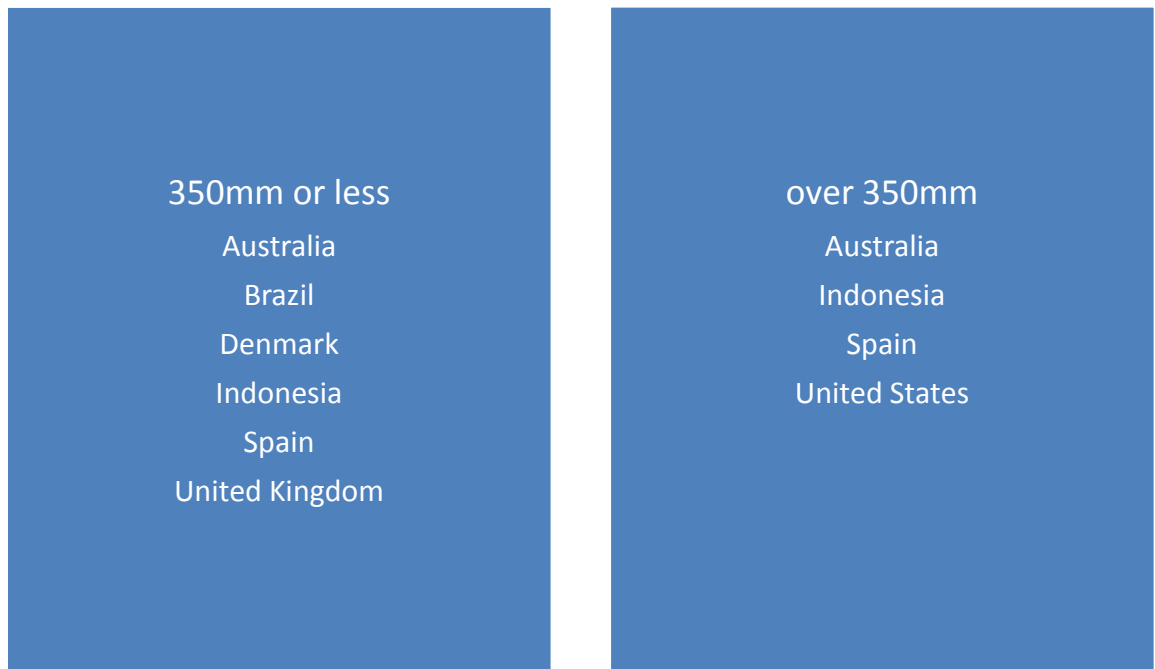 350mm or less
Australia
Brazil
Denmark
Indonesia
Spain
United Kingdom
over 350mm
Australia
Indonesia
Spain
United States